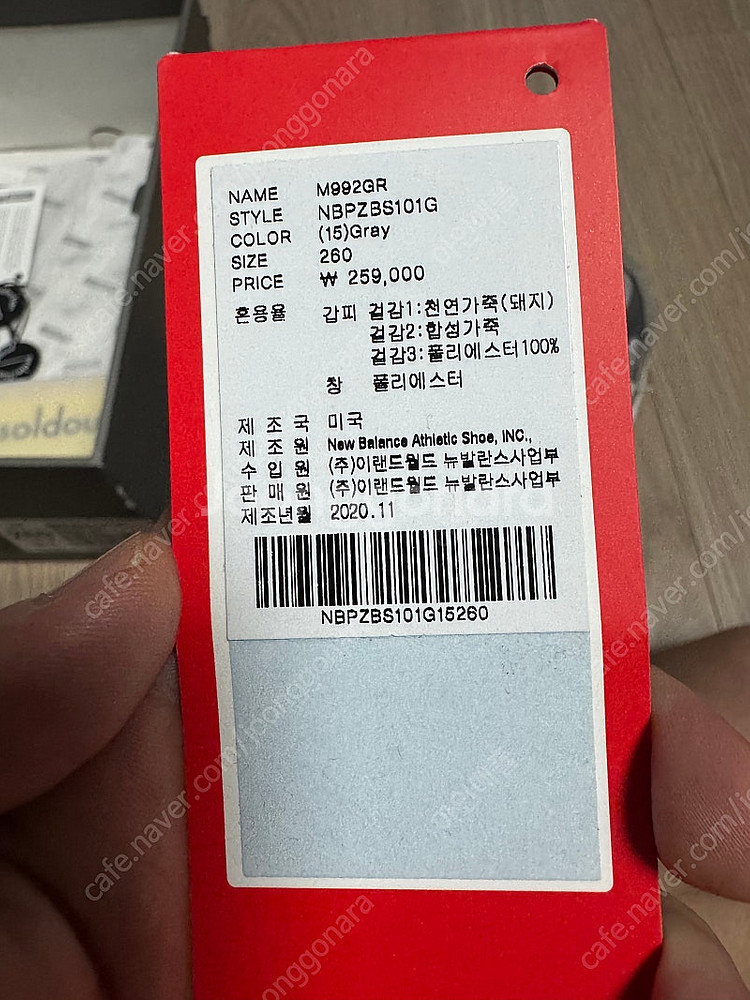 NAME M992GR
STYLE NBPZBS101G
COLOR (15)Gray
SIZE 260
PRICE ₩ 259,000
혼용율 갑피 겉감1:천연가죽(돼지)
겉감2:합성가죽
겉감3:폴리에스터100%
창 폴리에스터
제 조 국 미국
제 조 원 New Balance Athletic Shoe, INC.,
수 입 원 (주)이랜드월드 뉴발란스사업부
판 매 원 (주)이랜드월드 뉴발란스사업부
제조년월 2020.11
NBPZBS101G15260
soldou
cafe.naver.com/joonggonara